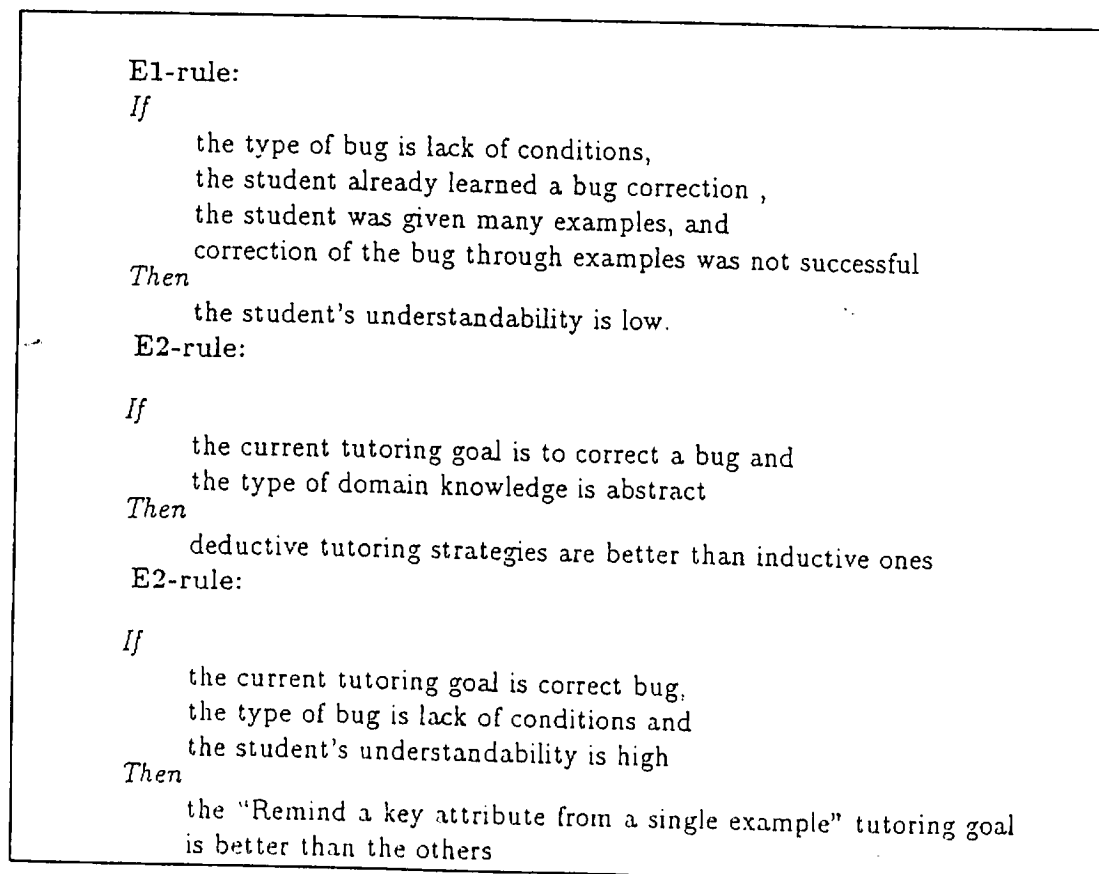 E1-rule:
If
the type of bug is lack of conditions,
the student already learned a bug correction ,
the student was given many examples, and
correction of the bug through examples was not successful
Then
the student's understandability is low.
E2-rule:
If
the current tutoring goal is to correct a bug and
the type of domain knowledge is abstract
Then
deductive tutoring strategies are better than inductive ones
E2-rule:
If
the current tutoring goal is correct bug,
the type of bug is lack of conditions and
the student's understandability is high
Then
the "Remind a key attribute from a single example" tutoring goal
is better than the others